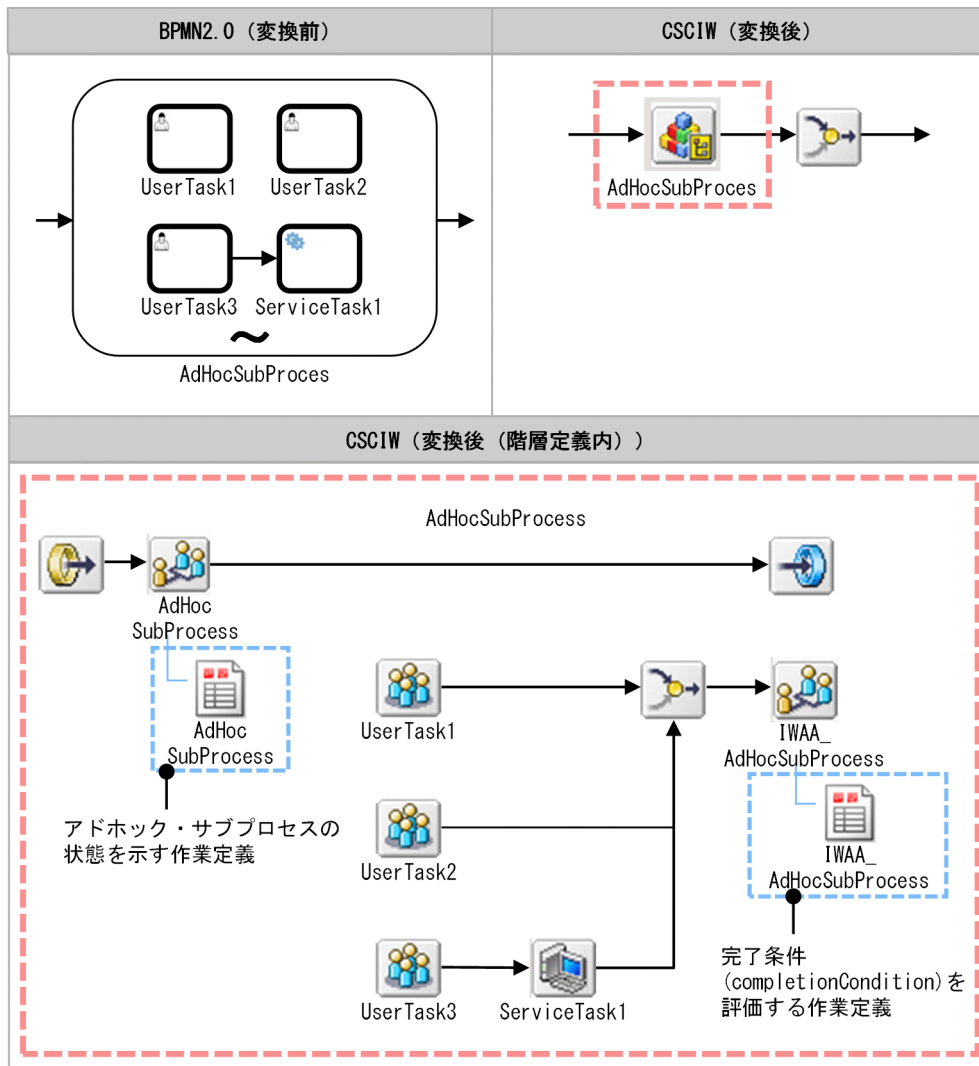 BPMN2.0（変換前）
CSCIW（変換後）
UserTask1
UserTask2
UserTask3
ServiceTask1
AdHocSubProces
AdHocSubProces
CSCIW（変換後（階層定義内））
AdHocSubProcess
AdHoc
SubProcess
AdHoc
SubProcess
アドホック・サブプロセスの
状態を示す作業定義
UserTask1
UserTask2
UserTask3
ServiceTask1
IWAA_
AdHocSubProcess
IWAA_
AdHocSubProcess
完了条件
(completionCondition)を
評価する作業定義